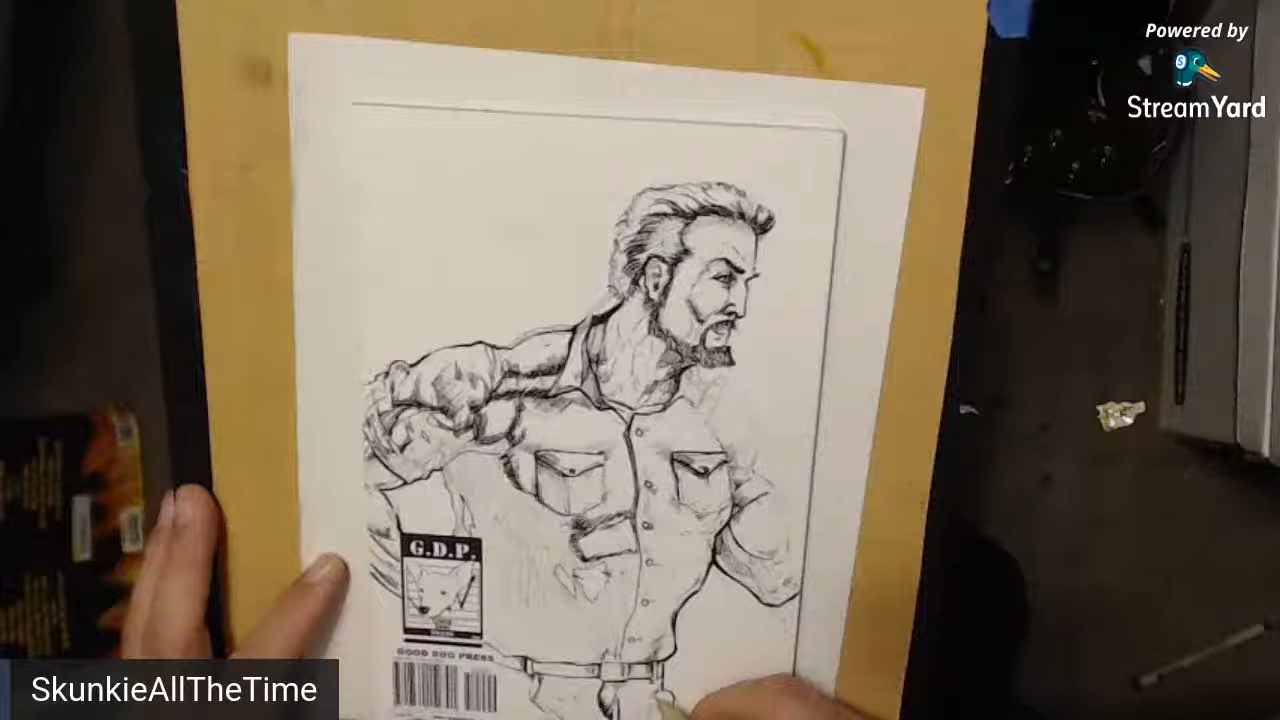 Powered by
StreamYard
G.D.P.
GOOD DOG PRESS
SkunkieAllTheTime